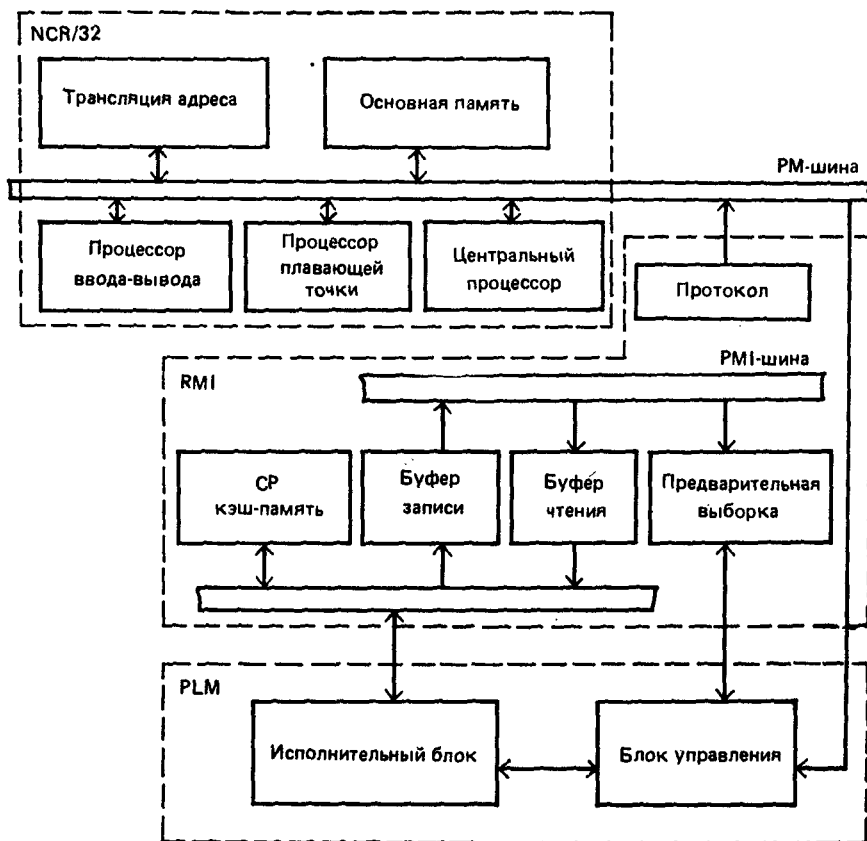 NCR/32
Трансляция адреса
Основная память
РМ-шина
Процессор
ввода-вывода
Процессор
плавающей
точки
Центральный
процессор
Протокол
PMI-шина
RMI
СР
кэш-память
Буфер
записи
Буфер
чтения
Предварительная
выборка
PLM
Исполнительный блок
Блок управления